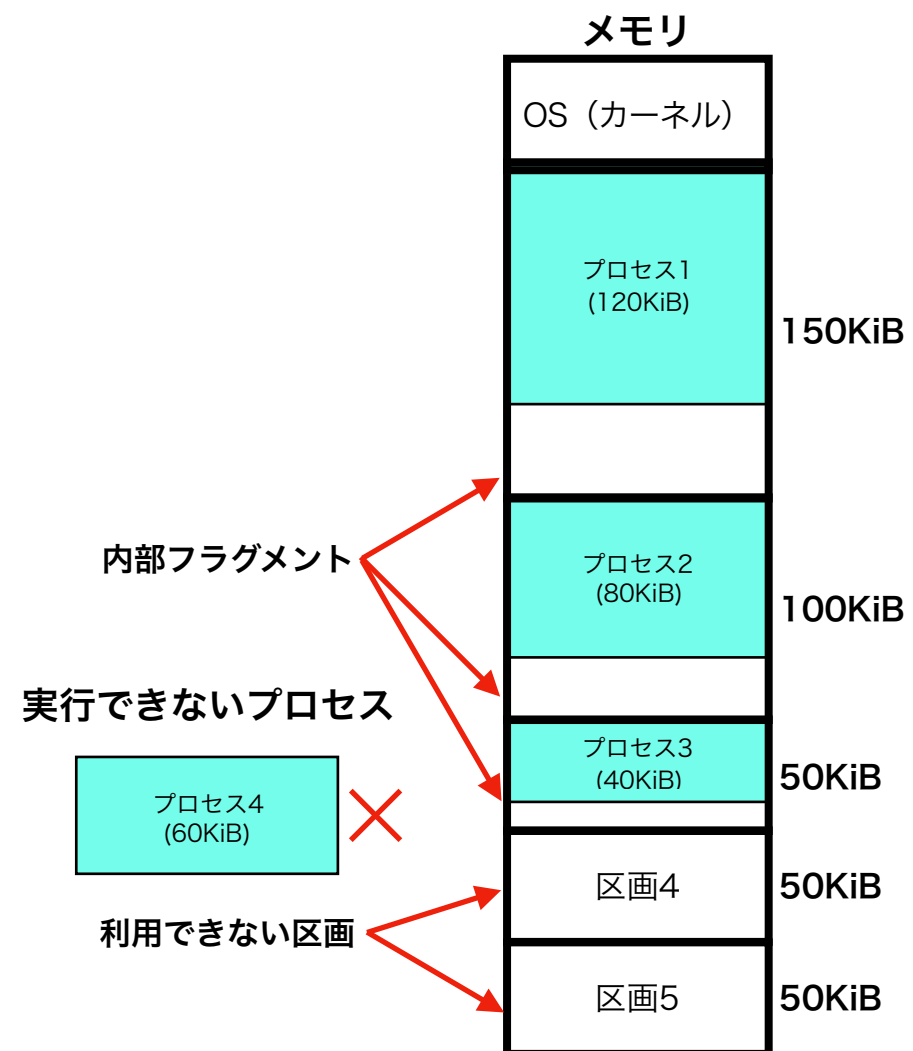 メモリ
OS（カーネル）
プロセス1
(120KiB)
150KiB
内部フラグメント
プロセス2
(80KiB)
100KiB
実行できないプロセス
プロセス3
(40KiB)
50KiB
プロセス4
(60KiB)
区画4
50KiB
利用できない区画
区画5
50KiB